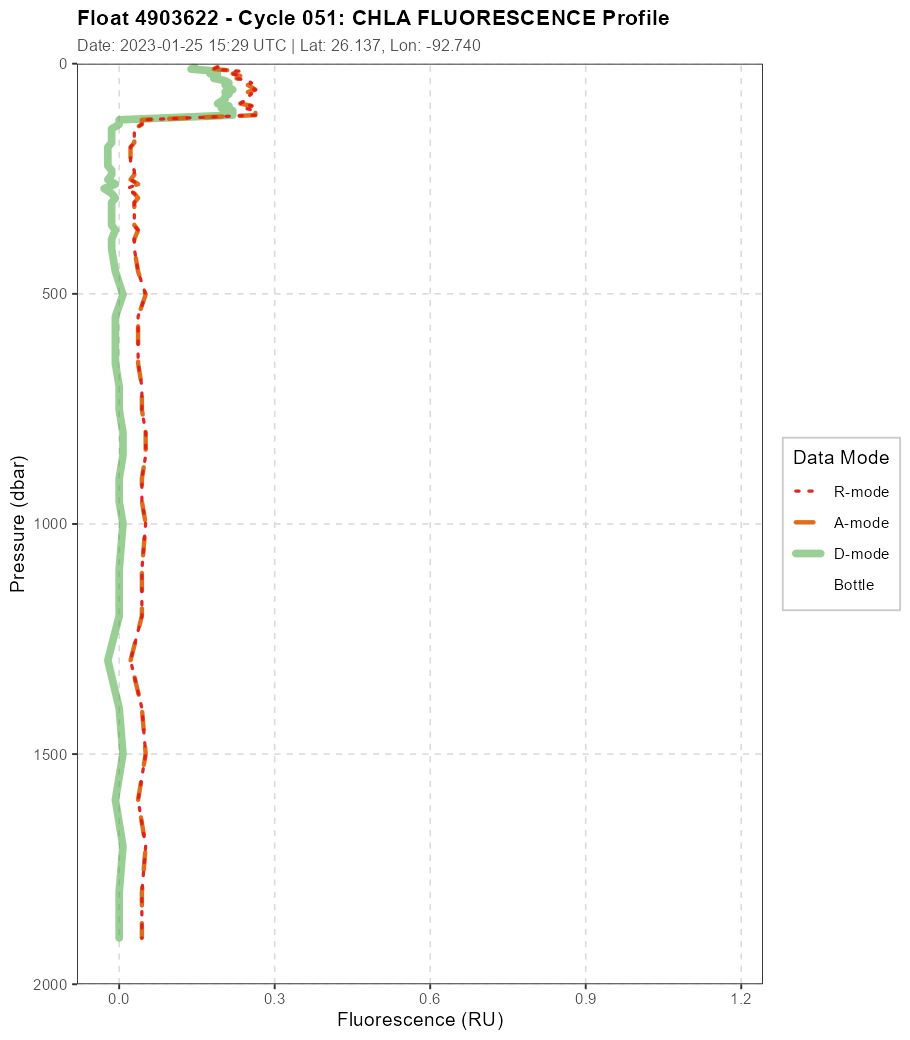 Float 4903622 - Cycle 051: CHLA FLUORESCENCE Profile
Date: 2023-01-25 15:29 UTC | Lat: 26.137, Lon: -92.740
0
500
1000
1500
2000
Pressure (dbar)
0.0 0.3 0.6 0.9 1.2
Fluorescence (RU)
Data Mode
R-mode
A-mode
D-mode
Bottle